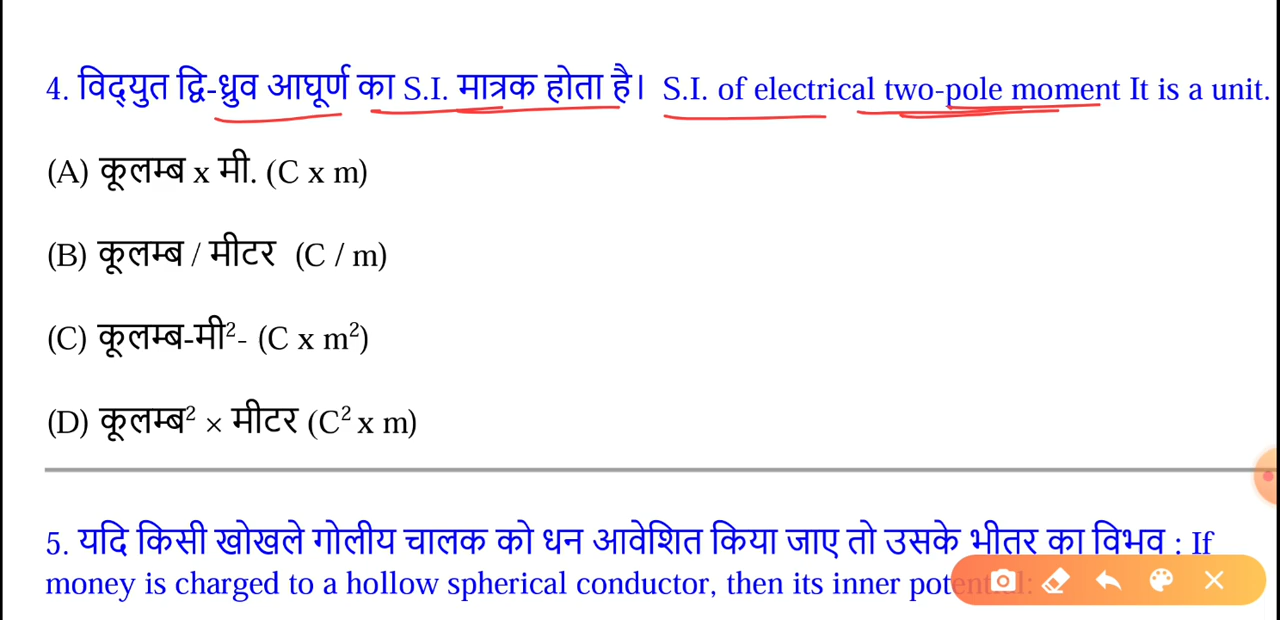 4. विद्युत द्वि-ध्रुव आघूर्ण का S.I. मात्रक होता है। S.I. of electrical two-pole moment It is a unit.
(A) कूलम्ब x मी. (C x m)
(B) कूलम्ब / मीटर (C / m)
(C) कूलम्ब-मी²- (C x m²)
(D) कूलम्ब² × मीटर (C² x m)
5. यदि किसी खोखले गोलीय चालक को धन आवेशित किया जाए तो उसके भीतर का विभव : If
money is charged to a hollow spherical conductor, then its inner potential: